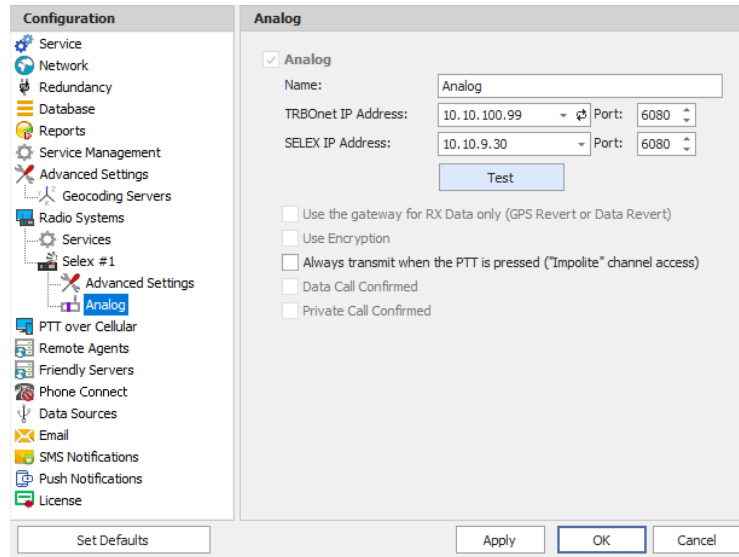 Configuration
Service
Network
Redundancy
Database
Reports
Service Management
Advanced Settings
Geocoding Servers
Radio Systems
Services
Selex #1
Advanced Settings
Analog
PTT over Cellular
Remote Agents
Friendly Servers
Phone Connect
Data Sources
Email
SMS Notifications
Push Notifications
License
Set Defaults
Analog
Analog
Name: Analog
TRBOnet IP Address: 10.10.100.99 Port: 6080
SELEX IP Address: 10.10.9.30 Port: 6080
Test
Use the gateway for RX Data only (GPS Revert or Data Revert)
Use Encryption
Always transmit when the PTT is pressed ("Impolite" channel access)
Data Call Confirmed
Private Call Confirmed
Apply OK Cancel